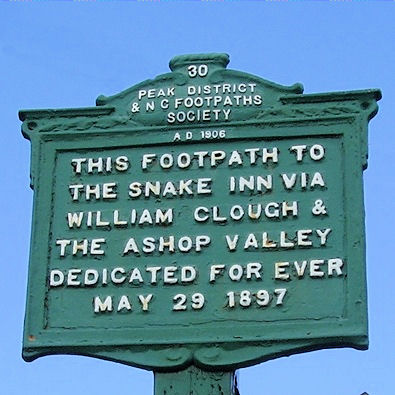 30
PEAK DISTRICT
& N C FOOTPATHS
SOCIETY
A D 1906
THIS FOOTPATH TO
THE SNAKE INN VIA
WILLIAM CLOUGH &
THE ASHOP VALLEY
DEDICATED FOR EVER
MAY 29 1897